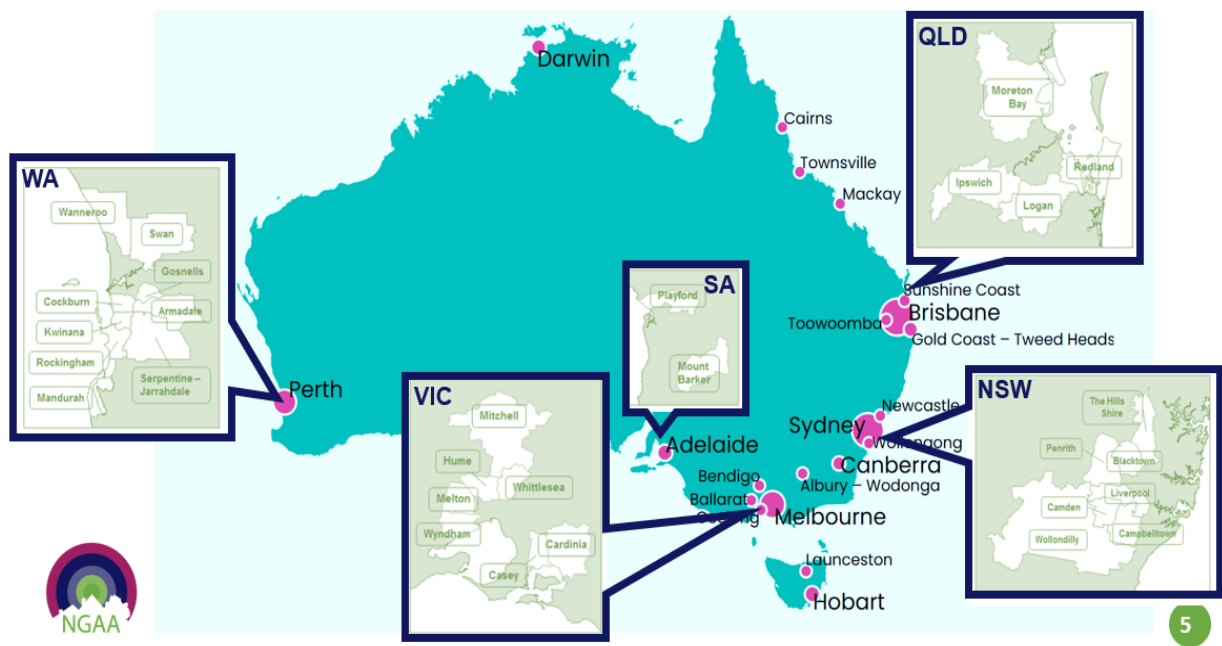 Darwin
Cairns
Townsville
Mackay
Sunshine Coast
Brisbane
Toowoomba
Gold Coast – Tweed Heads
Perth
Newcastle
Sydney
Wollongong
Adelaide
Canberra
Bendigo
Albury – Wodonga
Ballarat
Geelong
Melbourne
Launceston
Hobart
WA
Wanneroo
Swan
Gosnells
Cockburn
Armadale
Kwinana
Rockingham
Serpentine –
Jarrahdale
Mandurah
VIC
Mitchell
Hume
Whittlesea
Melton
Wyndham
Cardinia
Casey
SA
Playford
Mount
Barker
QLD
Moreton
Bay
Redland
Ipswich
Logan
NSW
The Hills
Shire
Penrith
Blacktown
Liverpool
Camden
Campbelltown
Wollondilly
NGAA
5